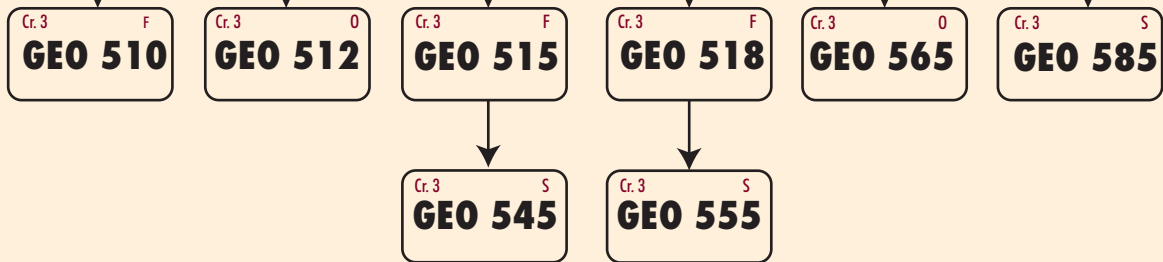 Cr. 3 F
GEO 510
Cr. 3 O
GEO 512
Cr. 3 F
GEO 515
Cr. 3 F
GEO 518
Cr. 3 O
GEO 565
Cr. 3 S
GEO 585
Cr. 3 S
GEO 545
Cr. 3 S
GEO 555